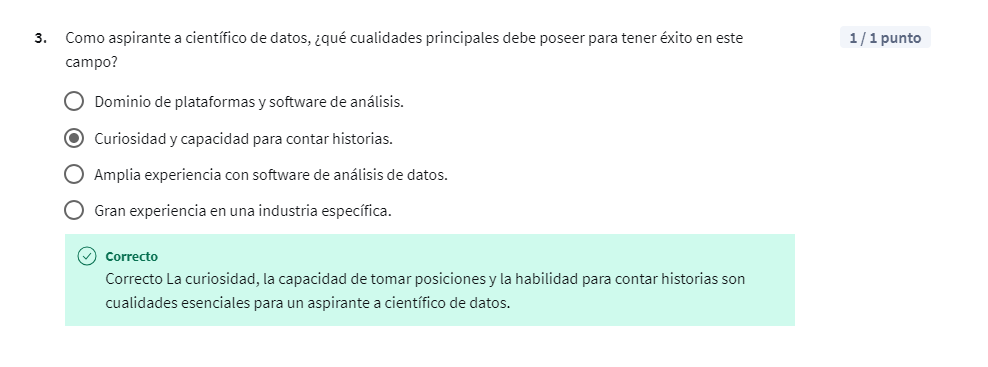 3. Como aspirante a científico de datos, ¿qué cualidades principales debe poseer para tener éxito en este
campo?
1 / 1 punto
Dominio de plataformas y software de análisis.
Curiosidad y capacidad para contar historias.
Amplia experiencia con software de análisis de datos.
Gran experiencia en una industria específica.
Correcto
Correcto La curiosidad, la capacidad de tomar posiciones y la habilidad para contar historias son
cualidades esenciales para un aspirante a científico de datos.